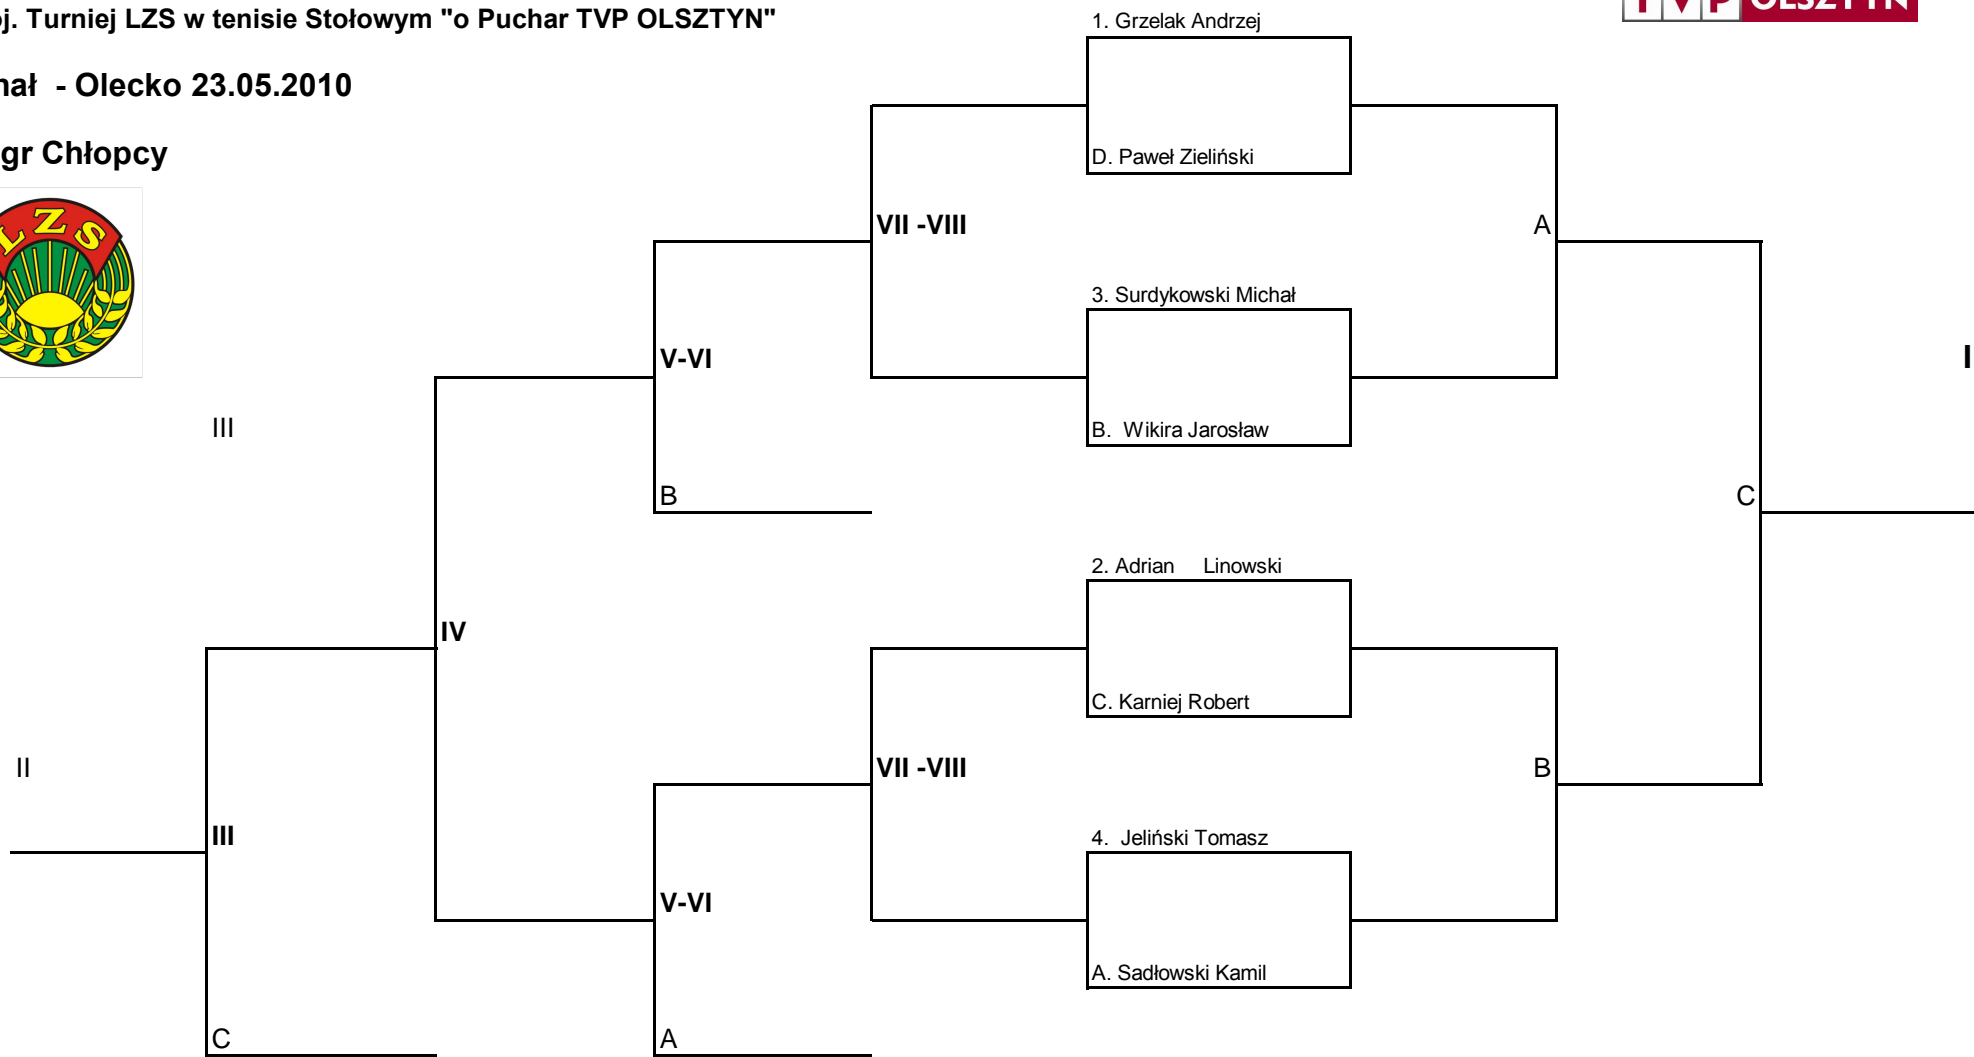 j. Turniej LZS w tenisie Stołowym "o Puchar TVP OLSZTYN"
1. Grzelak Andrzej
TVP OLSZTYN
nał - Olecko 23.05.2010
gr Chłopcy
D. Paweł Zieliński
LZS
VII -VIII
A
3. Surdykowski Michał
V-VI
I
III
B. Wikira Jarosław
B
C
2. Adrian Linowski
IV
C. Karniej Robert
II
VII -VIII
B
III
4. Jeliński Tomasz
V-VI
A. Sadłowski Kamil
C
A